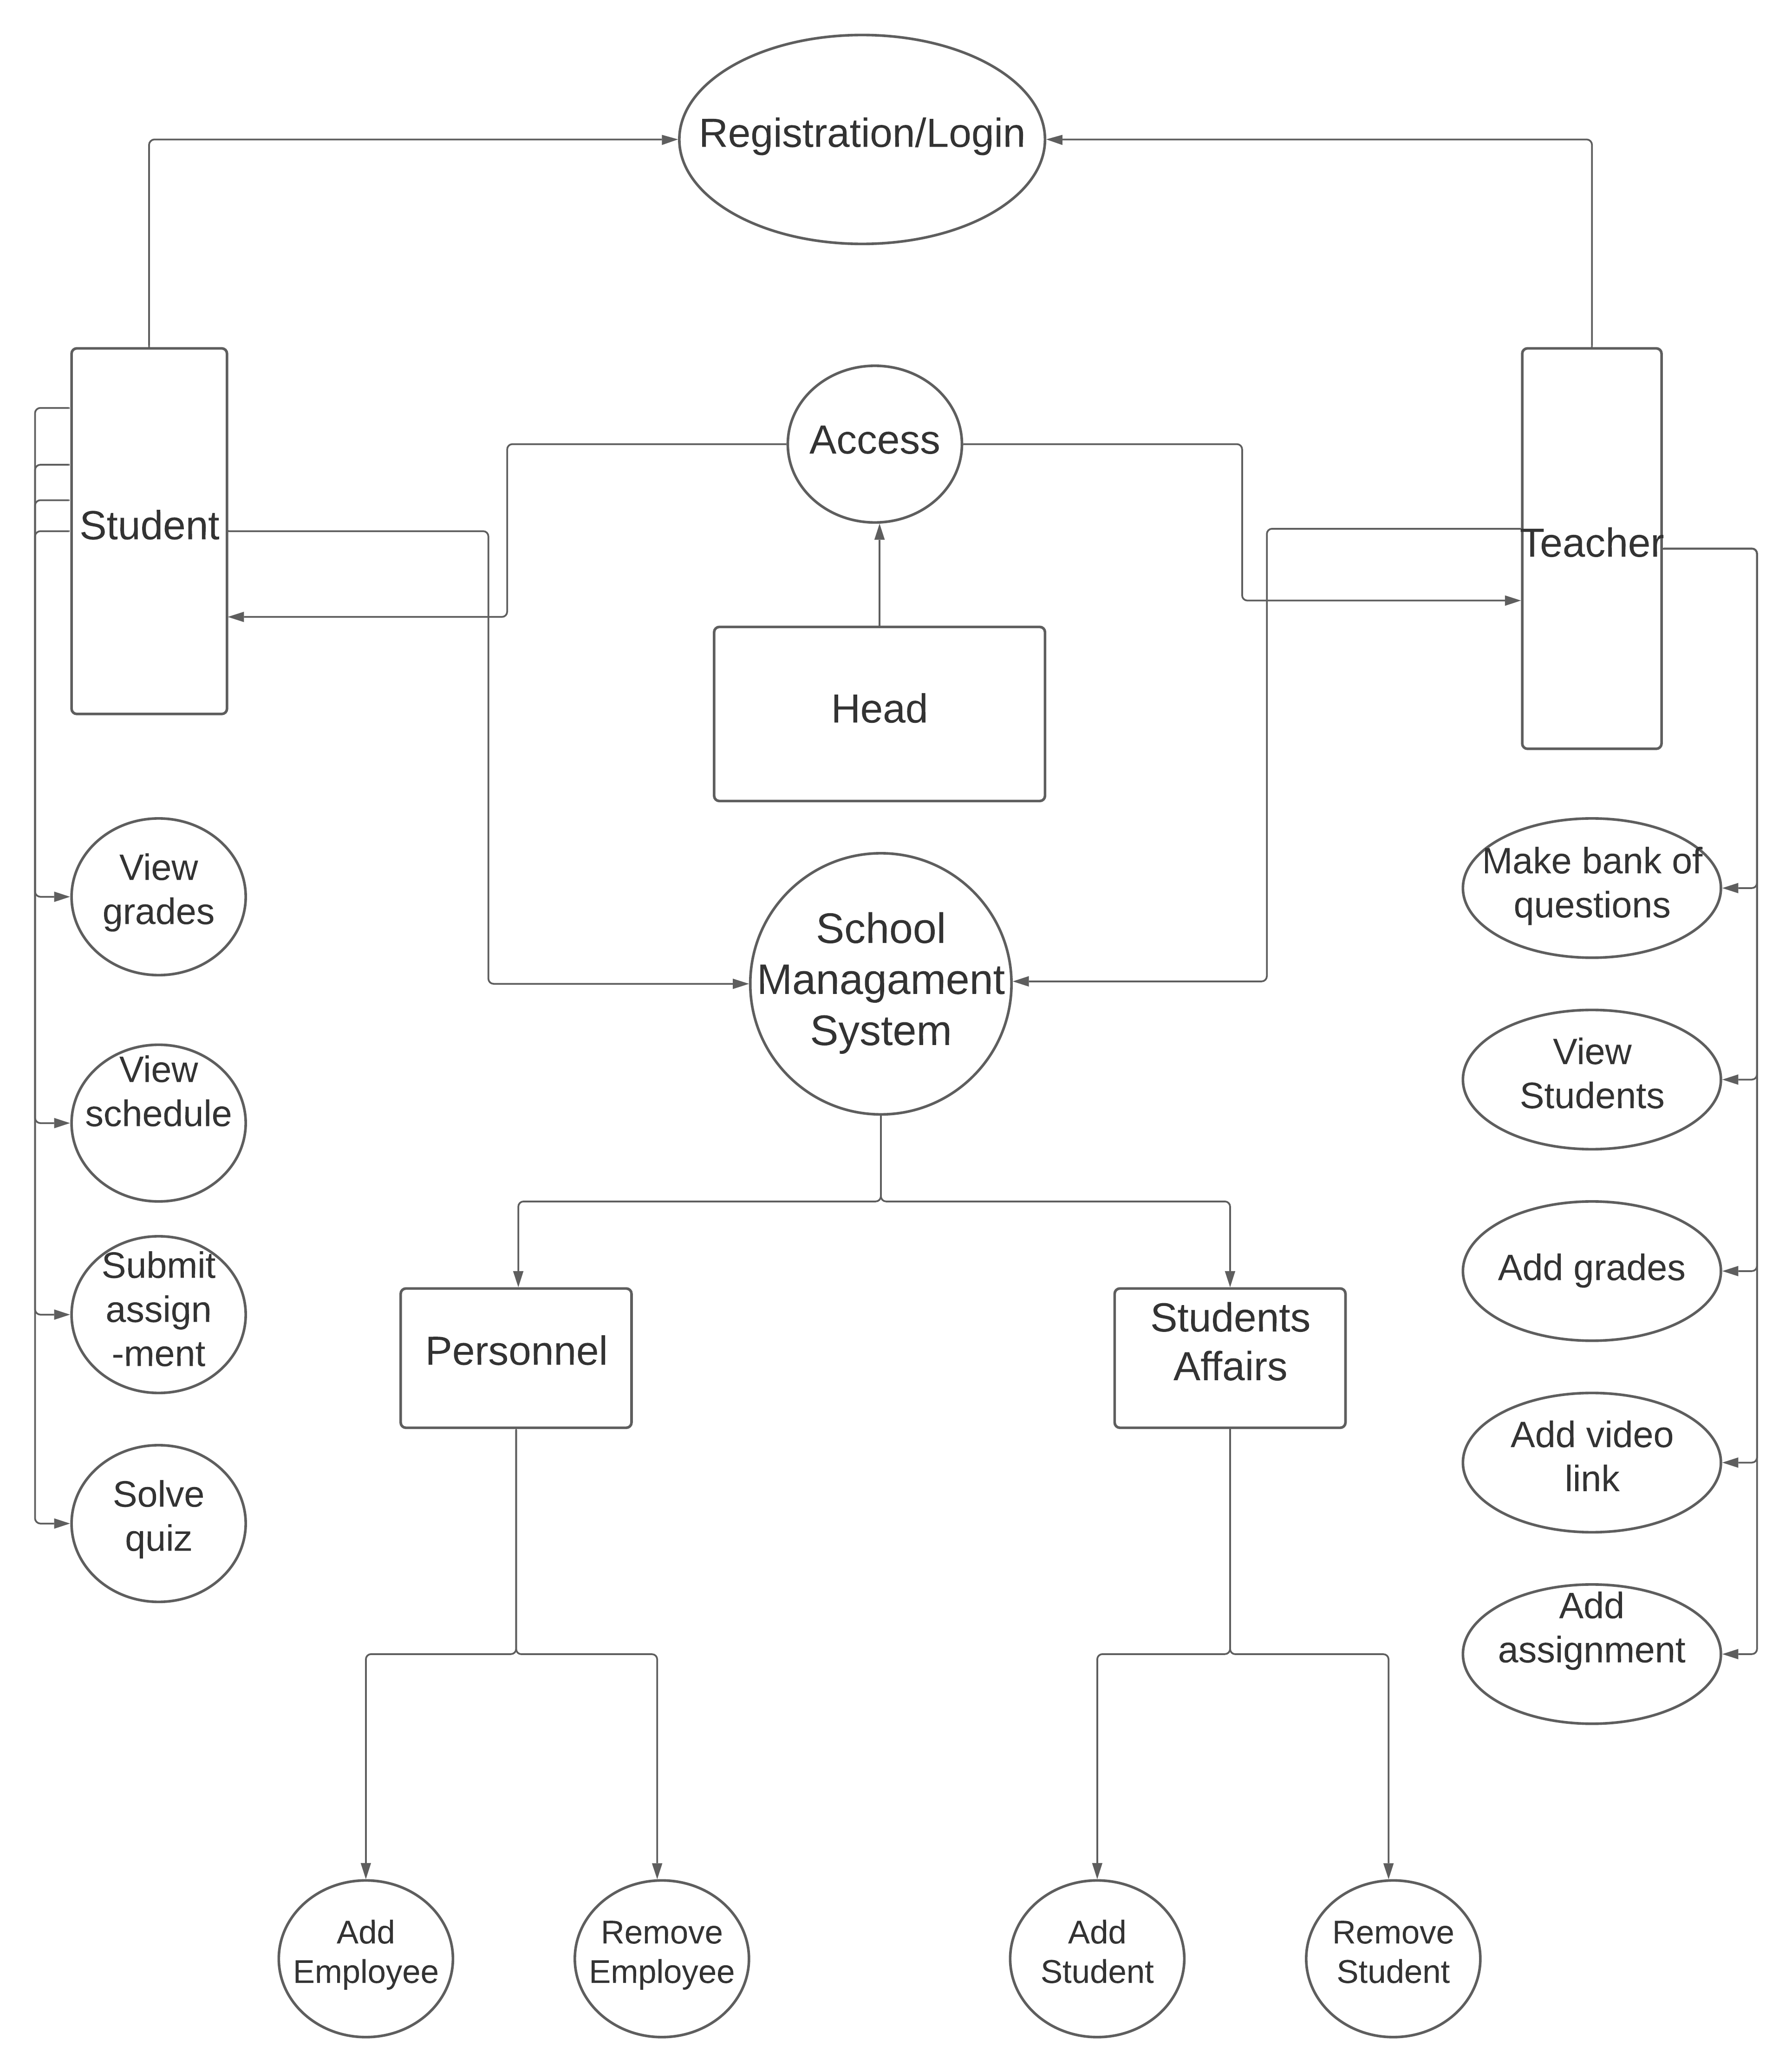 Registration/Login
Access
Student
Teacher
Head
View
grades
Make bank of
questions
School
Managament
System
View
schedule
View
Students
Submit
assign
-ment
Add grades
Personnel
Students
Affairs
Solve
quiz
Add video
link
Add
assignment
Add
Employee
Remove
Employee
Add
Student
Remove
Student